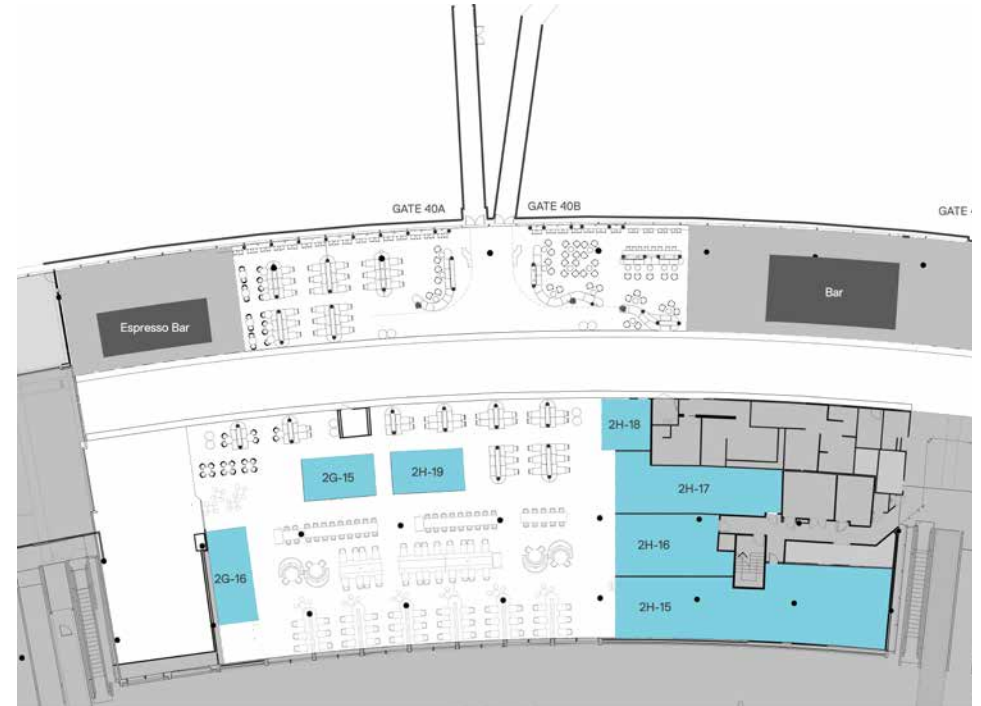 GATE 40A
GATE 40B
GATE
Espresso Bar
Bar
2H-18
2G-15
2H-19
2H-17
2H-16
2G-16
2H-15